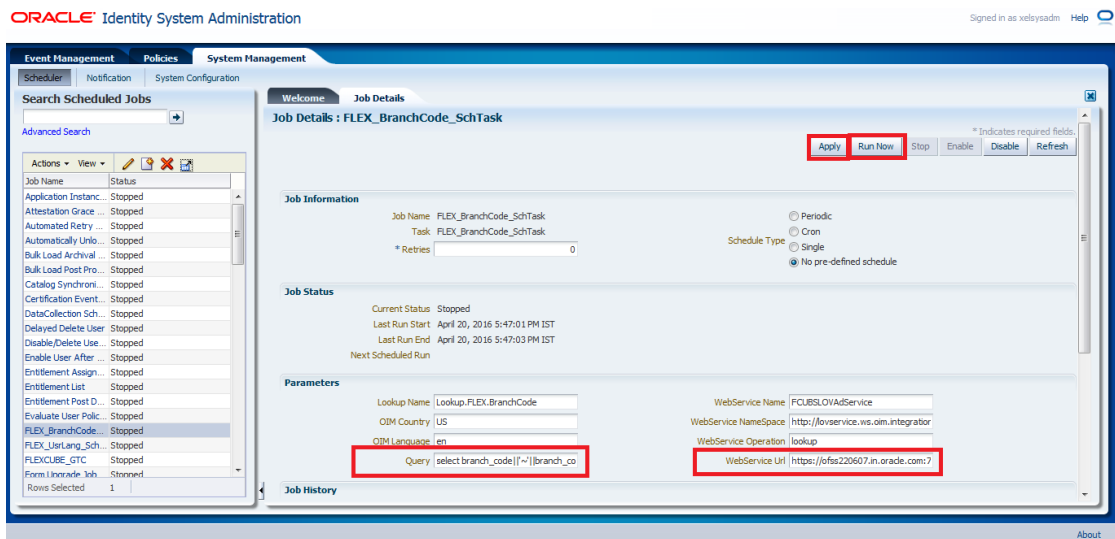 ORACLE Identity System Administration
Signed in as xelsysadm Help
Event Management Policies System Management
Scheduler Notification System Configuration
Search Scheduled Jobs
Advanced Search
Actions View
Job Name Status
Application Instanc... Stopped
Attestation Grace ... Stopped
Automated Retry ... Stopped
Automatically Unlo... Stopped
Bulk Load Archival ... Stopped
Bulk Load Post Pro... Stopped
Catalog Synchroni... Stopped
Certification Event... Stopped
DataCollection Sch... Stopped
Delayed Delete User Stopped
Disable/Delete Use... Stopped
Enable User After ... Stopped
Entitlement Assign... Stopped
Entitlement List Stopped
Entitlement Post D... Stopped
Evaluate User Polic... Stopped
FLEX_BranchCode... Stopped
FLEX_UsrLang_Sch... Stopped
FLEXCUBE_GTC Stopped
Form Upgrade Job Stopped
Rows Selected 1
Welcome Job Details
Job Details : FLEX_BranchCode_SchTask
* Indicates required fields.
Apply Run Now Stop Enable Disable Refresh
Job Information
Job Name FLEX_BranchCode_SchTask
Task FLEX_BranchCode_SchTask
* Retries 0
Schedule Type
Periodic
Cron
Single
No pre-defined schedule
Job Status
Current Status Stopped
Last Run Start April 20, 2016 5:47:01 PM IST
Last Run End April 20, 2016 5:47:03 PM IST
Next Scheduled Run
Parameters
Lookup Name Lookup.FLEX.BranchCode
WebService Name FCUBSLOVAdService
OIM Country US
WebService NameSpace http://lovservice.ws.oim.integration
OIM Language en
WebService Operation lookup
Query select branch_code||'~'||branch_co
WebService Url https://ofss220607.in.oracle.com:7
Job History
About